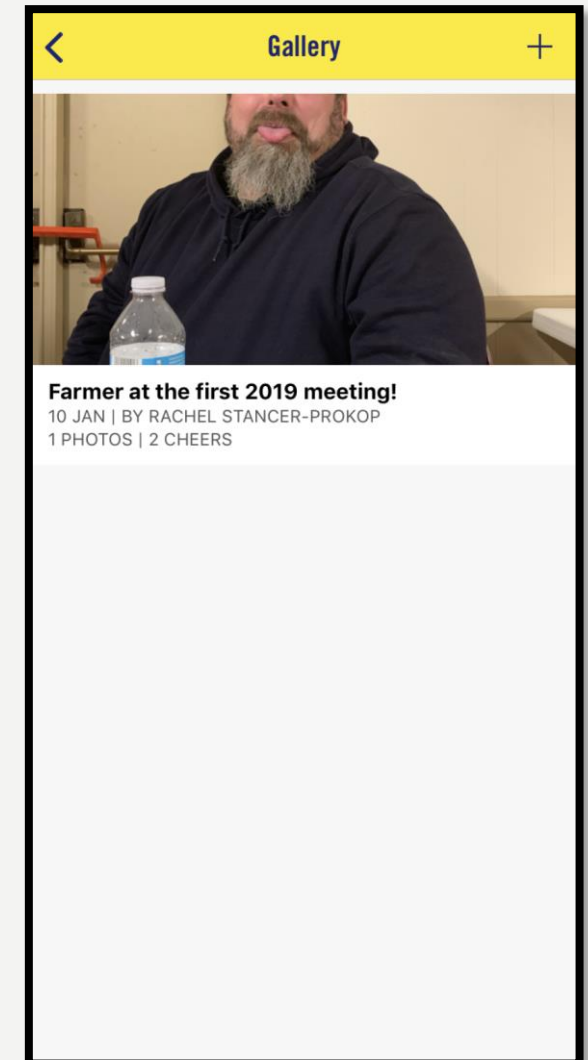 Gallery
Farmer at the first 2019 meeting!
10 JAN | BY RACHEL STANCER-PROKOP
1 PHOTOS | 2 CHEERS